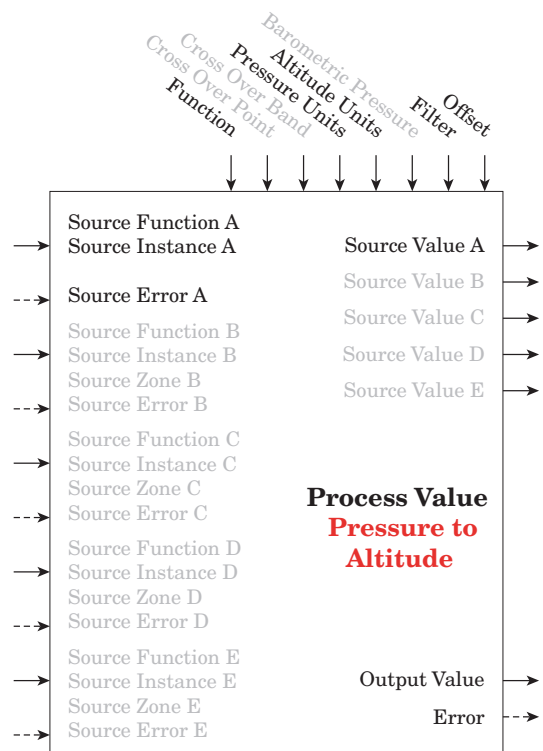 Function
Cross Over Point
Cross Over Band
Pressure Units
Altitude Units
Barometric Pressure
Filter
Offset
Source Function A
Source Instance A
Source Error A
Source Function B
Source Instance B
Source Zone B
Source Error B
Source Function C
Source Instance C
Source Zone C
Source Error C
Source Function D
Source Instance D
Source Zone D
Source Error D
Source Function E
Source Instance E
Source Zone E
Source Error E
Source Value A
Source Value B
Source Value C
Source Value D
Source Value E
Process Value
Pressure to
Altitude
Output Value
Error